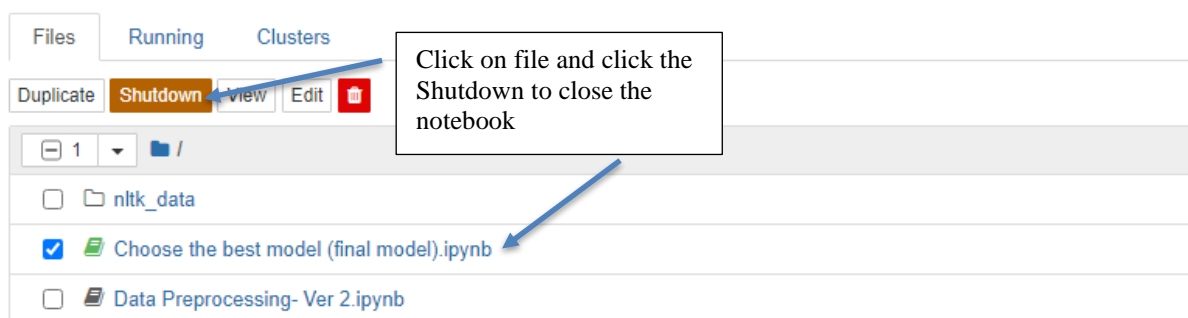 Files Running Clusters
Click on file and click the
Shutdown to close the
notebook
Duplicate Shutdown View Edit
1 /
nltk_data
Choose the best model (final model).ipynb
Data Preprocessing- Ver 2.ipynb